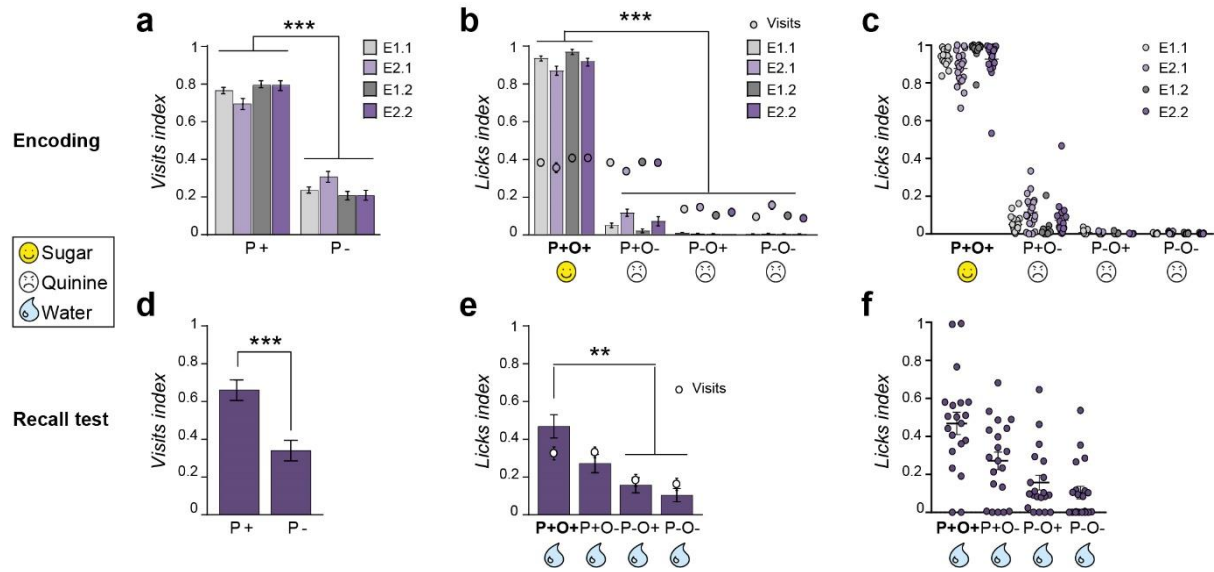 a
***
E1.1
E2.1
E1.2
E2.2
Visits index
1
0.8
0.6
0.4
0.2
0
P +
P -
b
***
Visits
E1.1
E2.1
E1.2
E2.2
Licks index
1
0.8
0.6
0.4
0.2
0
P+O+
P+O-
P-O+
P-O-
c
E1.1
E2.1
E1.2
E2.2
Licks index
1
0.8
0.6
0.4
0.2
0
P+O+
P+O-
P-O+
P-O-
Encoding
Sugar
Quinine
Water
Recall test
d
***
Visits index
1
0.8
0.6
0.4
0.2
0
P +
P -
e
**
Visits
Licks index
1
0.8
0.6
0.4
0.2
0
P+O+
P+O-
P-O+
P-O-
f
Licks index
1
0.8
0.6
0.4
0.2
0
P+O+
P+O-
P-O+
P-O-